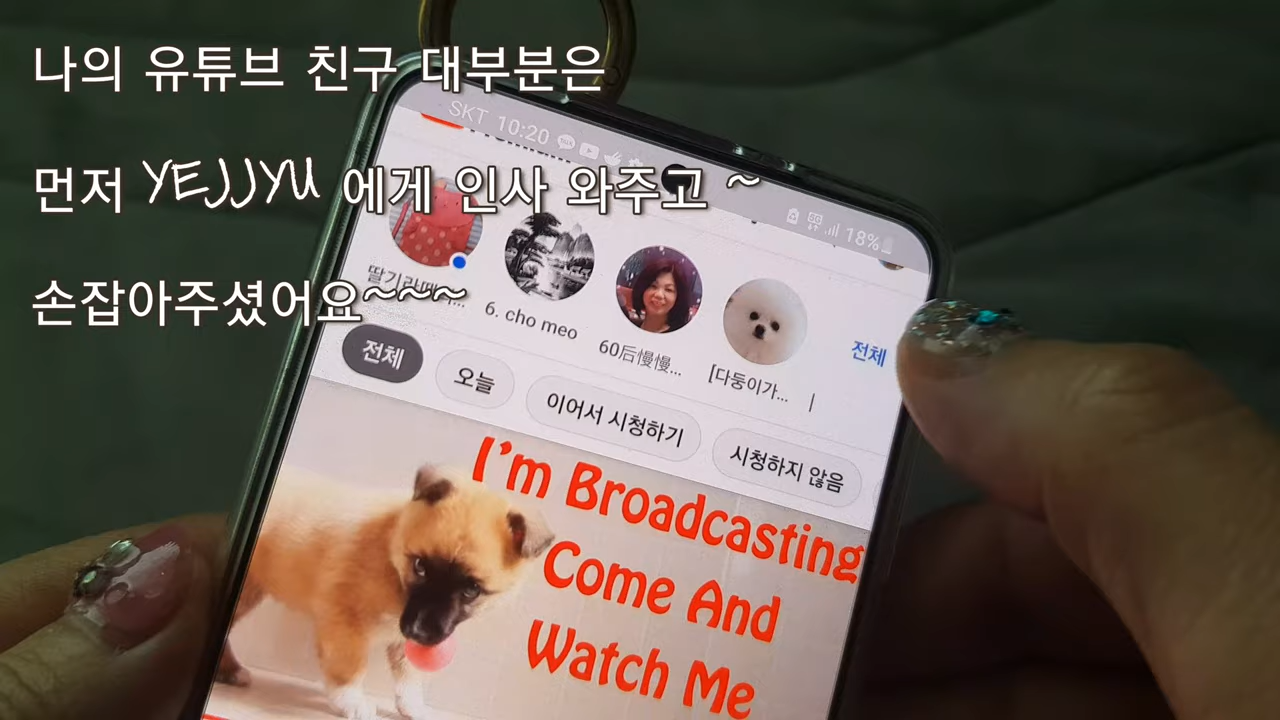 나의 유튜브 친구 대부분은
먼저 YEJJYU 에게 인사 와주고 ~
손잡아주셨어요~~~
SKT 10:20
18%
6. cho meo
60后慢慢...
[다둥이가...
전체
전체
오늘
이어서 시청하기
시청하지 않음
I'm Broadcasting
Come And
Watch Me